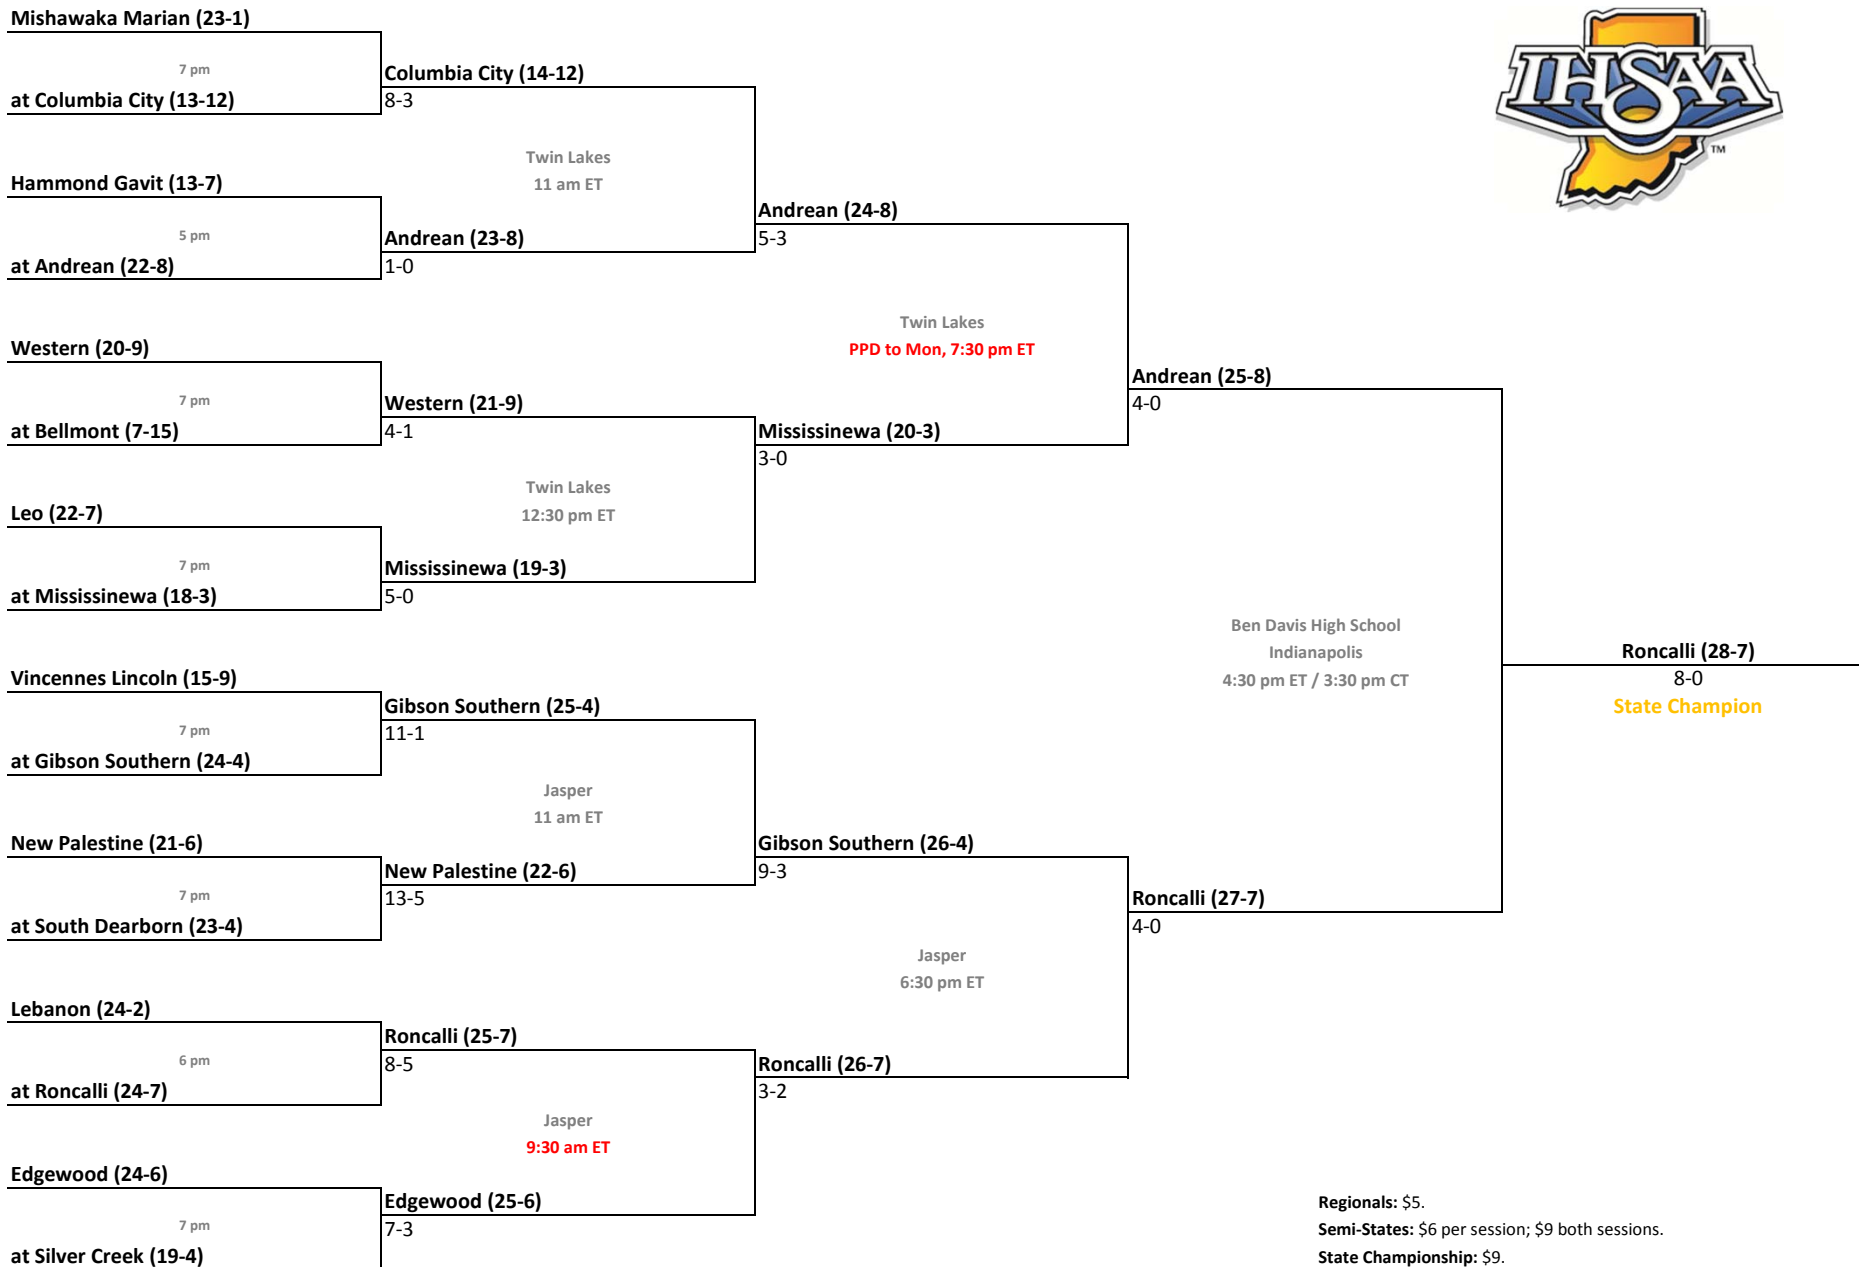 Mishawaka Marian (23-1)
7 pm
at Columbia City (13-12)
Hammond Gavit (13-7)
5 pm
at Andrean (22-8)
Western (20-9)
7 pm
at Bellmont (7-15)
Leo (22-7)
7 pm
at Mississinewa (18-3)
Vincennes Lincoln (15-9)
7 pm
at Gibson Southern (24-4)
New Palestine (21-6)
7 pm
at South Dearborn (23-4)
Lebanon (24-2)
6 pm
at Roncalli (24-7)
Edgewood (24-6)
7 pm
at Silver Creek (19-4)
Columbia City (14-12)
8-3
Twin Lakes
11 am ET
Andrean (23-8)
1-0
Western (21-9)
4-1
Twin Lakes
12:30 pm ET
Mississinewa (19-3)
5-0
Gibson Southern (25-4)
11-1
Jasper
11 am ET
New Palestine (22-6)
13-5
Roncalli (25-7)
8-5
Jasper
9:30 am ET
Edgewood (25-6)
7-3
Andrean (24-8)
5-3
Twin Lakes
PPD to Mon, 7:30 pm ET
Mississinewa (20-3)
3-0
Gibson Southern (26-4)
9-3
Jasper
6:30 pm ET
Roncalli (26-7)
3-2
Andrean (25-8)
4-0
Ben Davis High School
Indianapolis
4:30 pm ET / 3:30 pm CT
Roncalli (27-7)
4-0
IHSAA
TM
Roncalli (28-7)
8-0
State Champion
Regionals: $5.
Semi-States: $6 per session; $9 both sessions.
State Championship: $9.